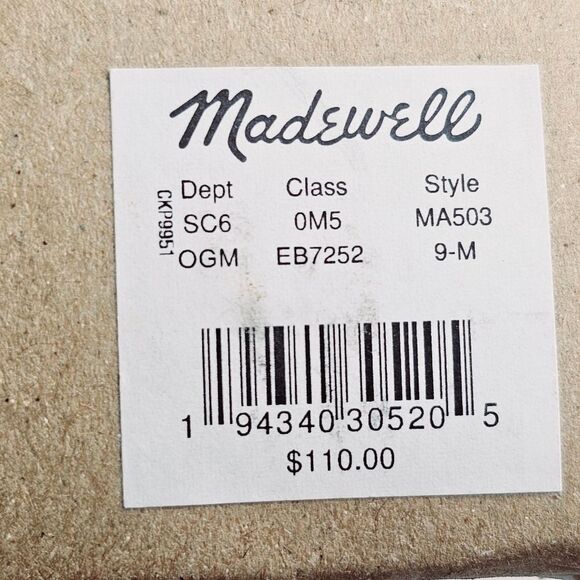 Madewell
CKP9951
Dept Class Style
SC6 0M5 MA503
OGM EB7252 9-M
1 94340 30520 5
$110.00